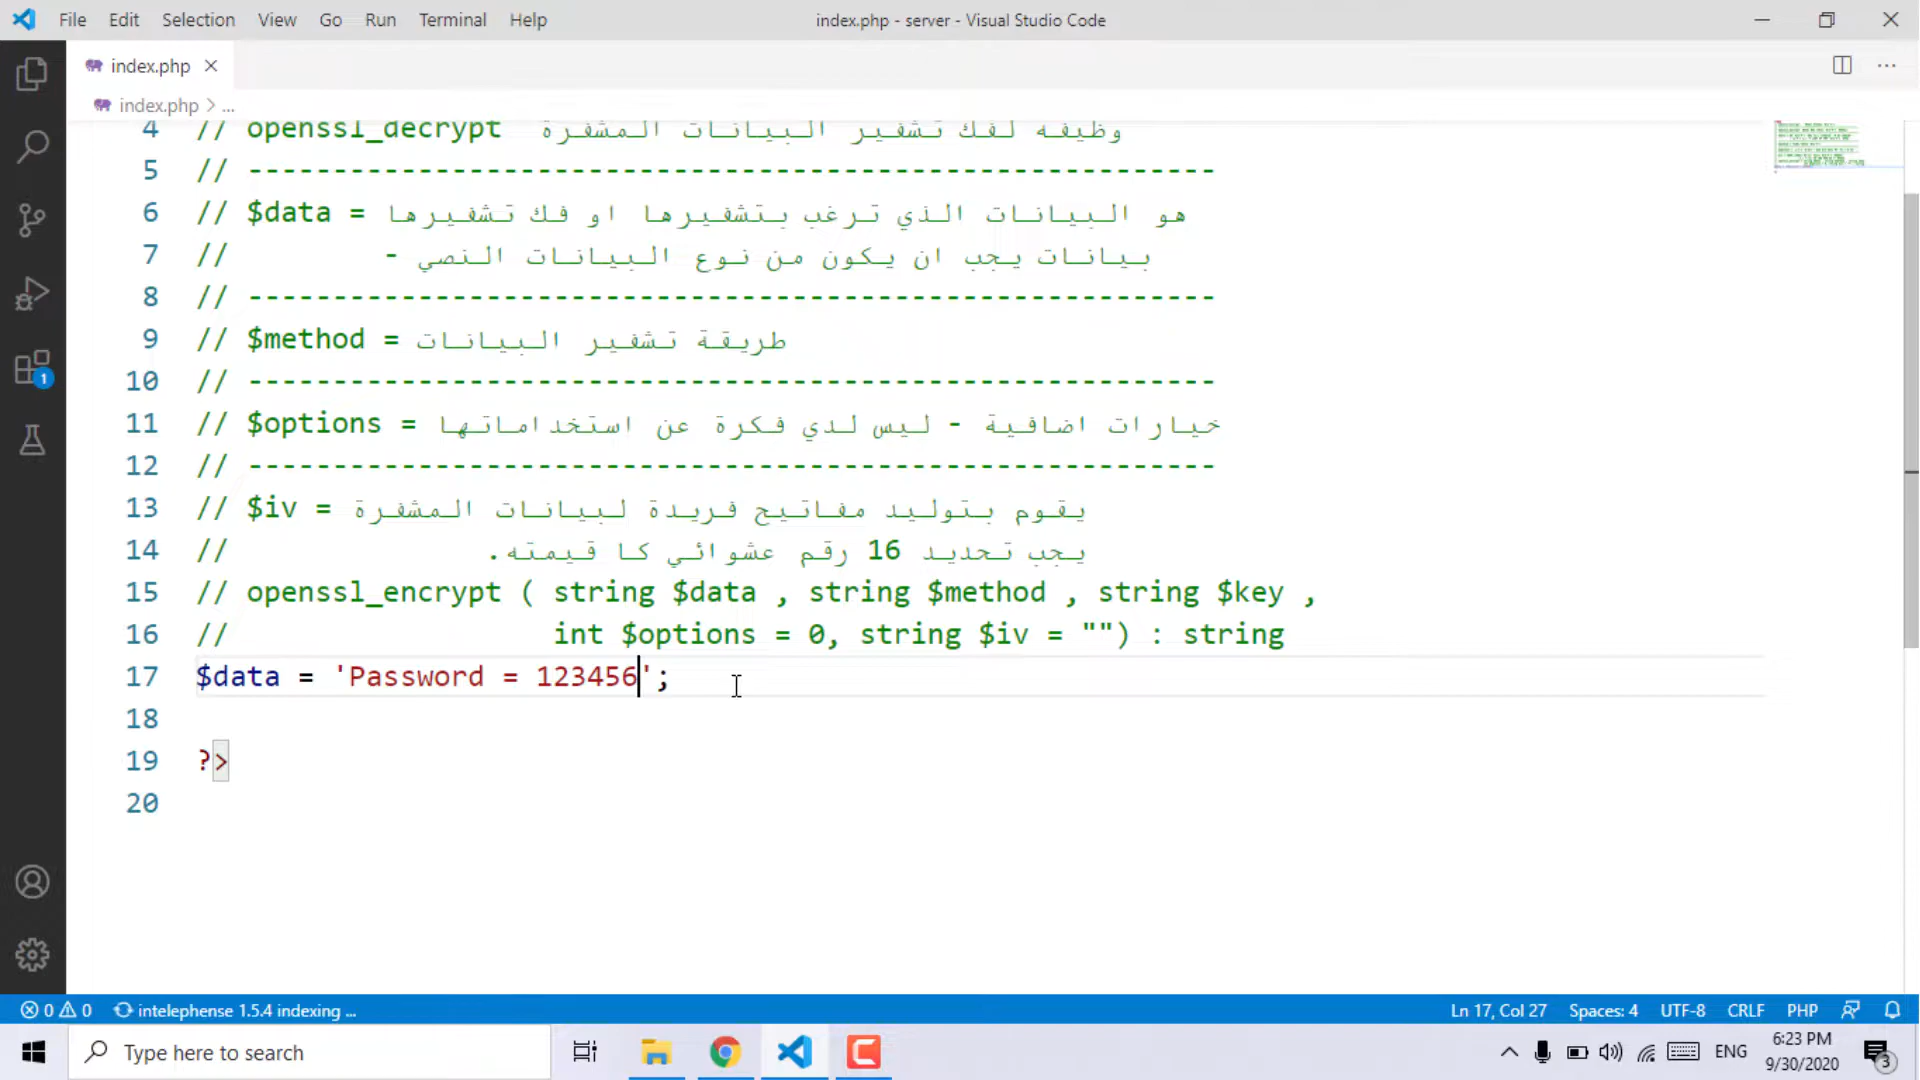 File Edit Selection View Go Run Terminal Help
index.php - server - Visual Studio Code
index.php
index.php > ...
4 // openssl_decrypt وظيفه لفك تشفير البيانات المشفرة
5 // ---------------------------------------------------------
6 // $data = هو البيانات الذي ترغب بتشفيرها او فك تشفيرها
7 // - بيانات يجب ان يكون من نوع البيانات النصي
8 // ---------------------------------------------------------
9 // $method = طريقة تشفير البيانات
10 // ---------------------------------------------------------
11 // $options = خيارات اضافية - ليس لدي فكرة عن استخداماتها
12 // ---------------------------------------------------------
13 // $iv = يقوم بتوليد مفاتيح فريدة لبيانات المشفرة
14 // يجب تحديد 16 رقم عشوائي كا قيمته.
15 // openssl_encrypt ( string $data , string $method , string $key ,
16 // int $options = 0, string $iv = "") : string
17 $data = 'Password = 123456';
18
19 ?>
20
1
0 0 intelephense 1.5.4 indexing ...
Ln 17, Col 27 Spaces: 4 UTF-8 CRLF PHP
Type here to search
ENG
6:23 PM
9/30/2020
3